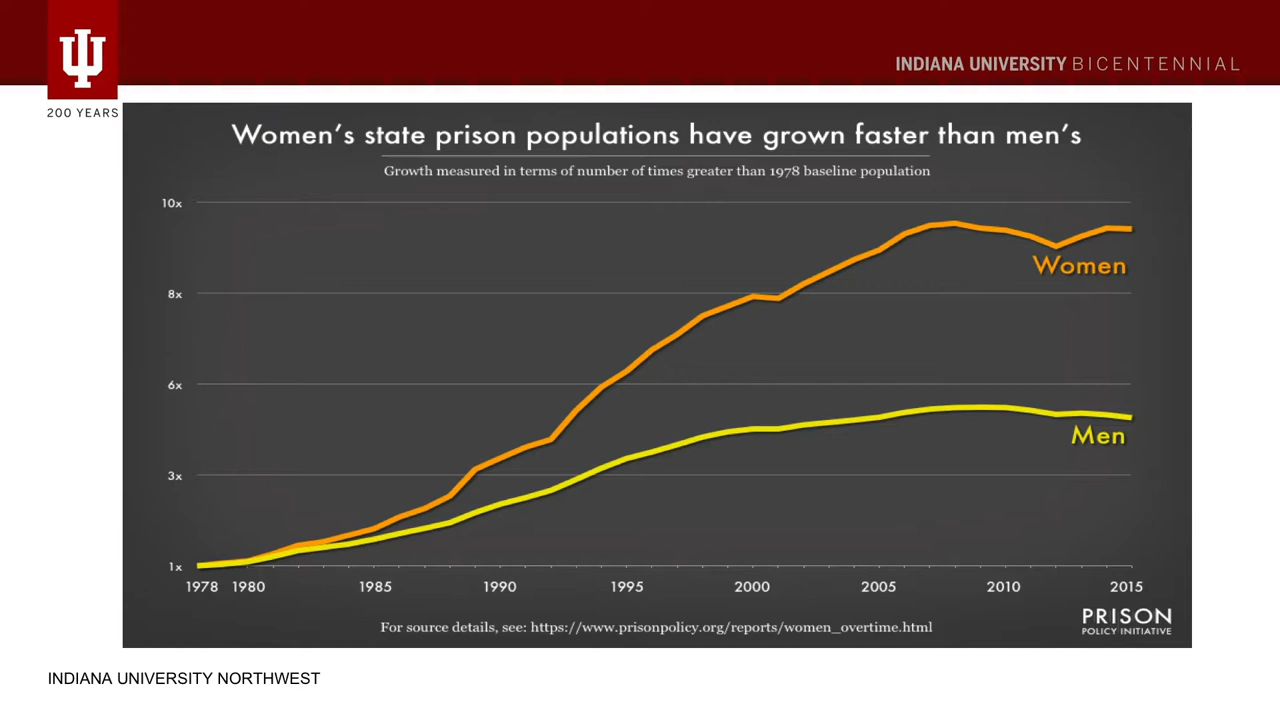 INDIANA UNIVERSITY BICENTENNIAL
200 YEARS
Women's state prison populations have grown faster than men's
Growth measured in terms of number of times greater than 1978 baseline population
10x
Women
8x
6x
Men
3x
1x
1978 1980 1985 1990 1995 2000 2005 2010 2015
PRISON
POLICY INITIATIVE
For source details, see: https://www.prisonpolicy.org/reports/women_overtime.html
INDIANA UNIVERSITY NORTHWEST